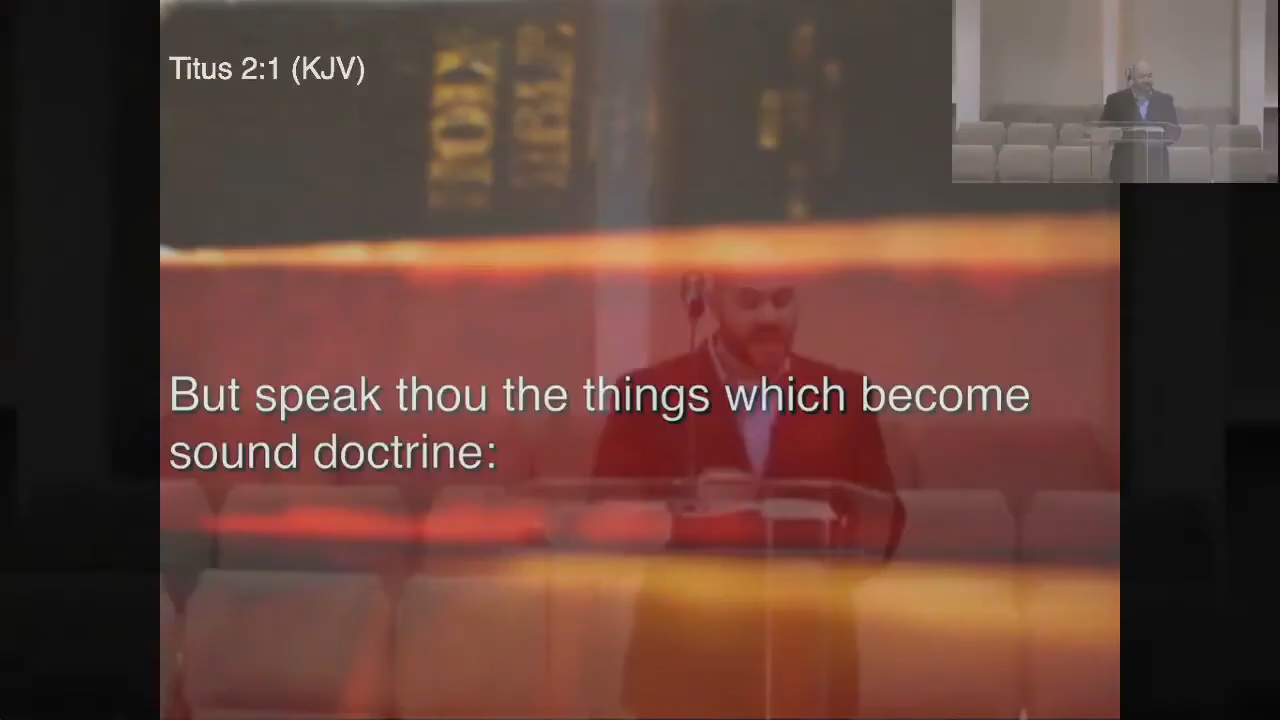 Titus 2:1 (KJV)
But speak thou the things which become
sound doctrine: